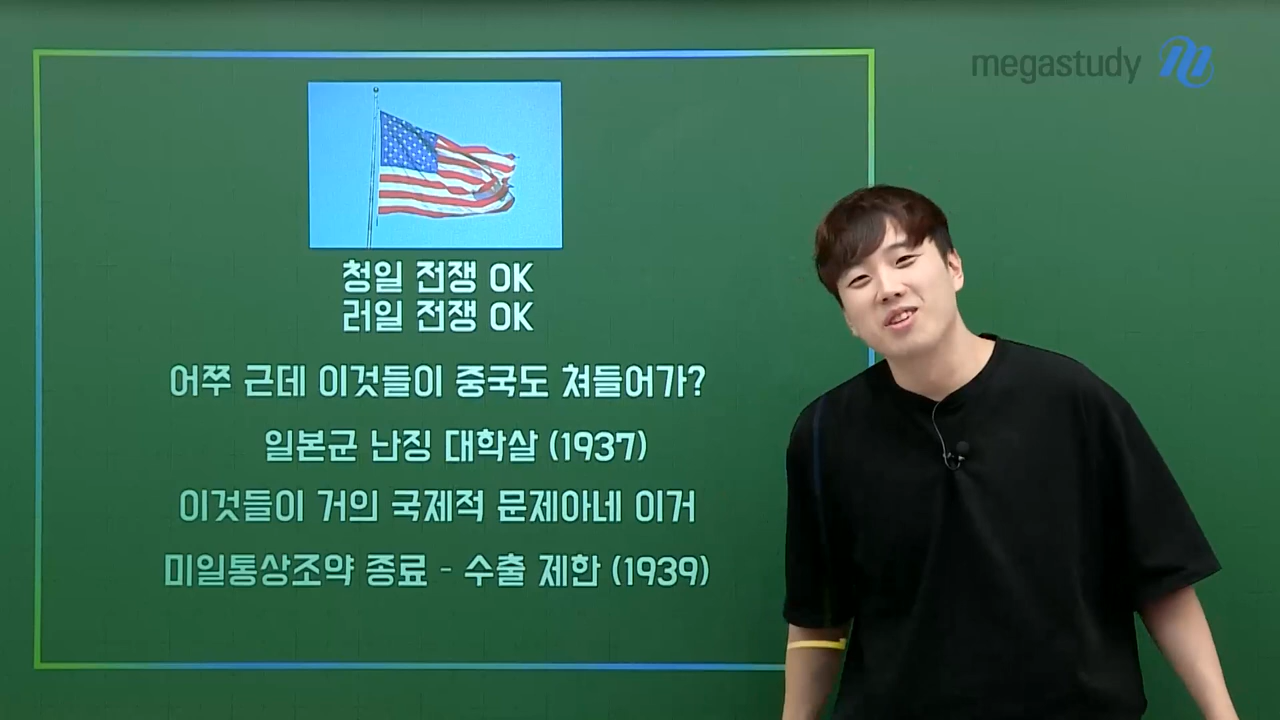 megastudy
청일 전쟁 OK
러일 전쟁 OK
어쭈 근데 이것들이 중국도 쳐들어가?
일본군 난징 대학살 (1937)
이것들이 거의 국제적 문제아네 이거
미일통상조약 종료 - 수출 제한 (1939)